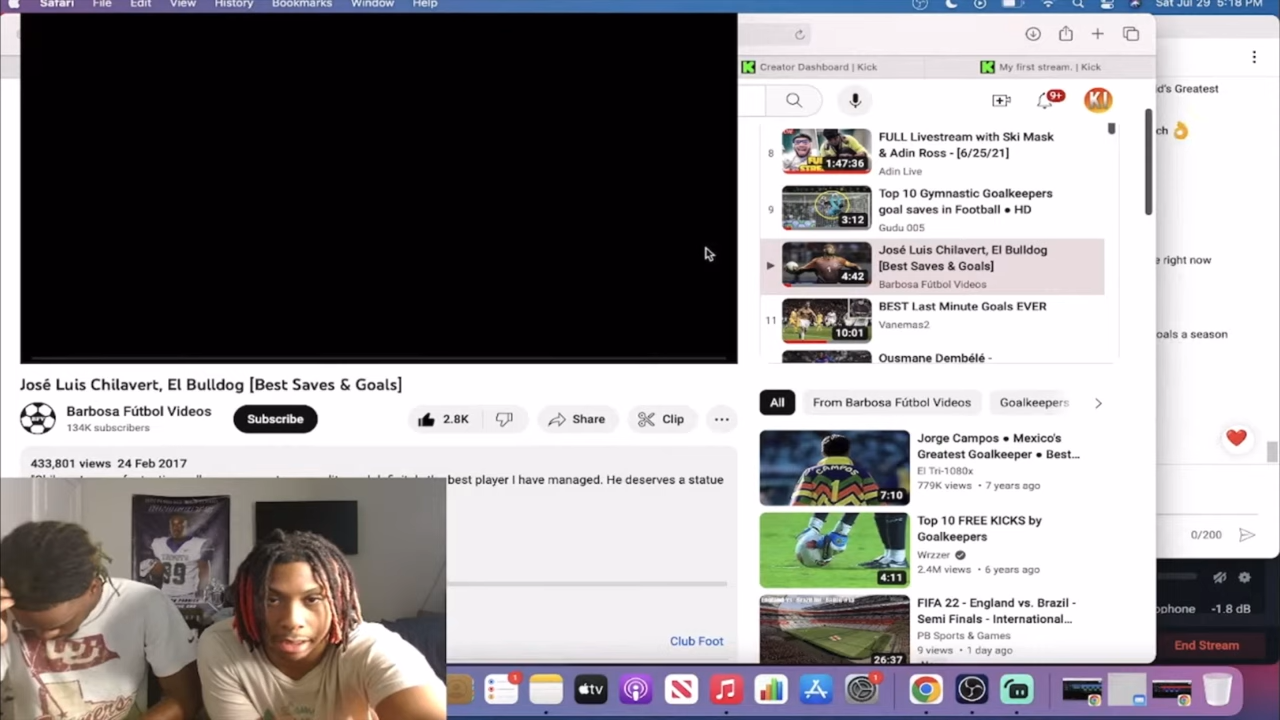 Safari File Edit View History Bookmarks Window Help
Sat Jul 29 5:18 PM
Creator Dashboard | Kick
My first stream. | Kick
9+
KI
8
1:47:36
FULL Livestream with Ski Mask
& Adin Ross - [6/25/21]
Adin Live
9
3:12
Top 10 Gymnastic Goalkeepers
goal saves in Football ● HD
Gudu 005
4:42
José Luis Chilavert, El Bulldog
[Best Saves & Goals]
Barbosa Fútbol Videos
11
10:01
BEST Last Minute Goals EVER
Vanemas2
Ousmane Dembélé -
José Luis Chilavert, El Bulldog [Best Saves & Goals]
Barbosa Fútbol Videos
134K subscribers
Subscribe
2.8K
Share
Clip
433,801 views 24 Feb 2017
best player I have managed. He deserves a statue
Club Foot
All
From Barbosa Fútbol Videos
Goalkeepers
CAMPOS
7:10
Jorge Campos ● Mexico's
Greatest Goalkeeper ● Best...
El Tri-1080x
779K views • 7 years ago
4:11
Top 10 FREE KICKS by
Goalkeepers
Wrzzer
2.4M views • 6 years ago
26:37
FIFA 22 - England vs. Brazil -
Semi Finals - International...
PB Sports & Games
9 views • 1 day ago
d's Greatest
ch 👌
e right now
oals a season
0/200
ophone -1.8 dB
End Stream
39
1
tv
1